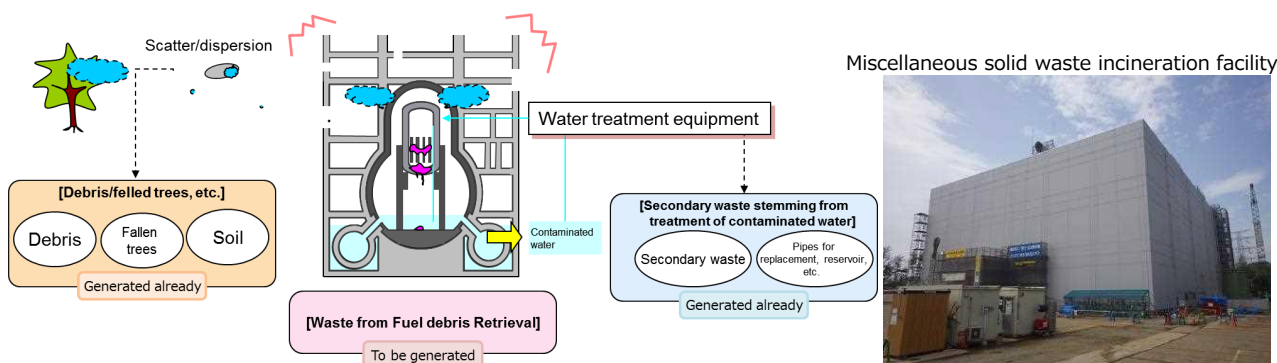 Scatter/dispersion
Miscellaneous solid waste incineration facility
Water treatment equipment
[Debris/felled trees, etc.]
Debris
Fallen
trees
Soil
Generated already
Contaminated
water
[Secondary waste stemming from
treatment of contaminated water]
Secondary waste
Pipes for
replacement, reservoir,
etc.
Generated already
[Waste from Fuel debris Retrieval]
To be generated